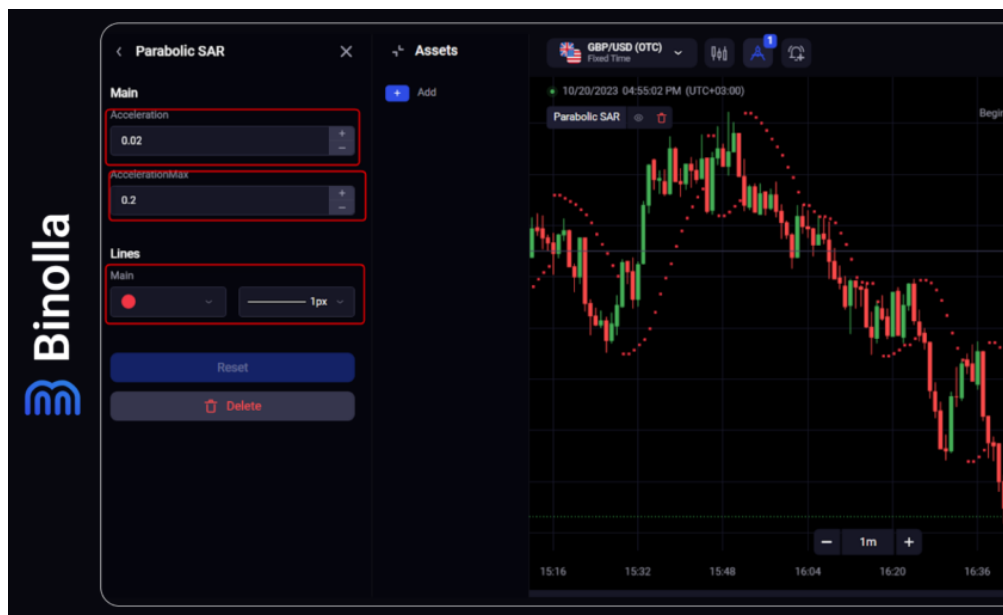 Binolla
Parabolic SAR
Main
Acceleration
0.02
AccelerationMax
0.2
Lines
Main
1px
Reset
Delete
Assets
+ Add
GBP/USD (OTC)
Fixed Time
1
10/20/2023 04:55:02 PM (UTC+03:00)
Parabolic SAR
Begin
− 1m +
15:16 15:32 15:48 16:04 16:20 16:36